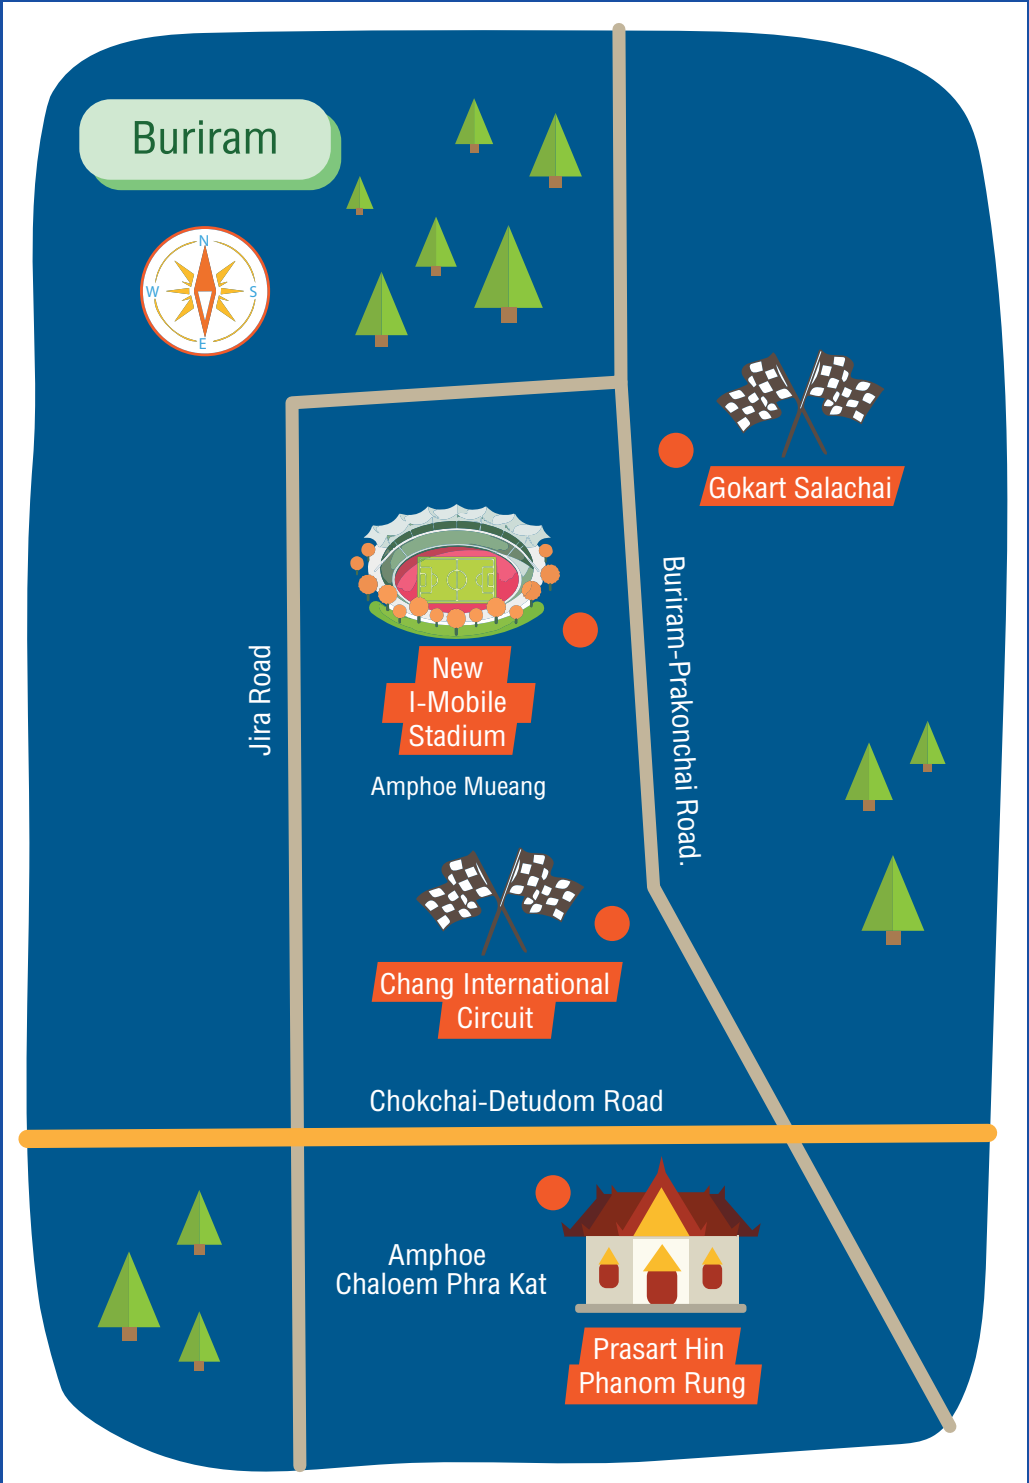 Buriram
N
W
S
E
Gokart Salachai
New
I-Mobile
Stadium
Jira Road
Buriram-Prakonchai Road.
Amphoe Mueang
Chang International
Circuit
Chokchai-Detudom Road
Amphoe
Chaloem Phra Kat
Prasart Hin
Phanom Rung